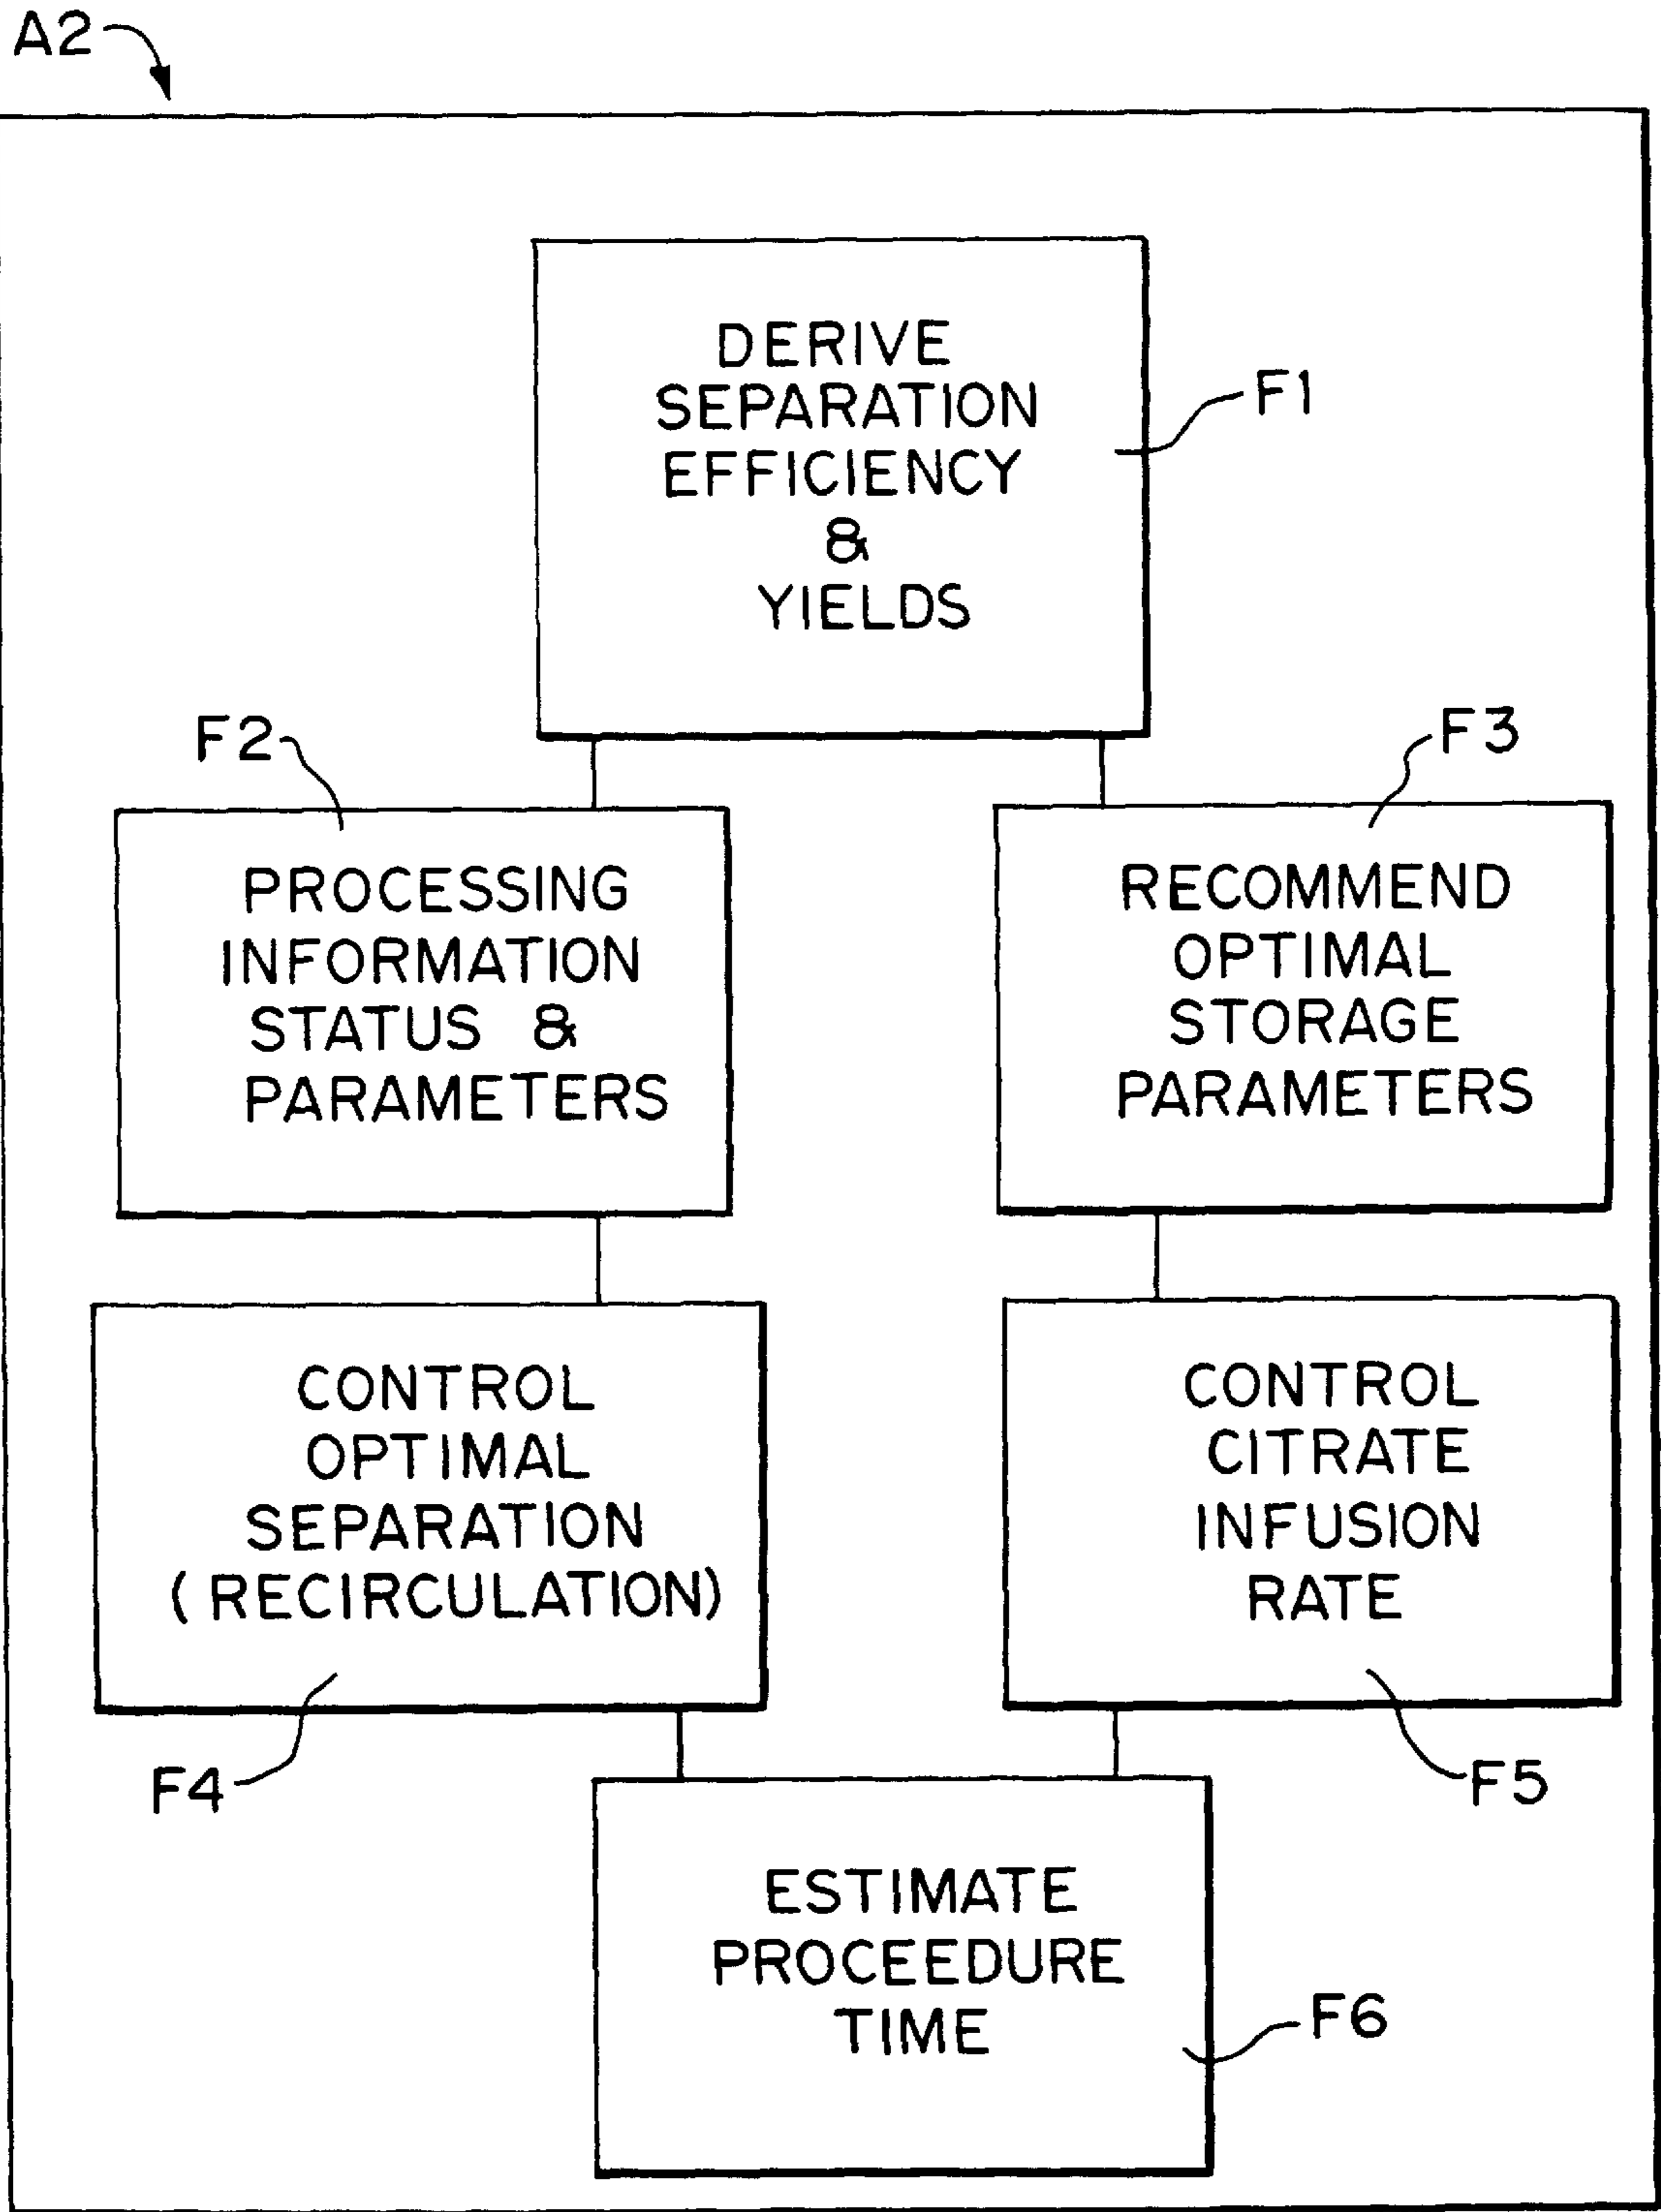 A2
DERIVE
SEPARATION
EFFICIENCY
&
YIELDS
F1
F2
PROCESSING
INFORMATION
STATUS &
PARAMETERS
F3
RECOMMEND
OPTIMAL
STORAGE
PARAMETERS
CONTROL
OPTIMAL
SEPARATION
(RECIRCULATION)
F4
CONTROL
CITRATE
INFUSION
RATE
F5
ESTIMATE
PROCEEDURE
TIME
F6